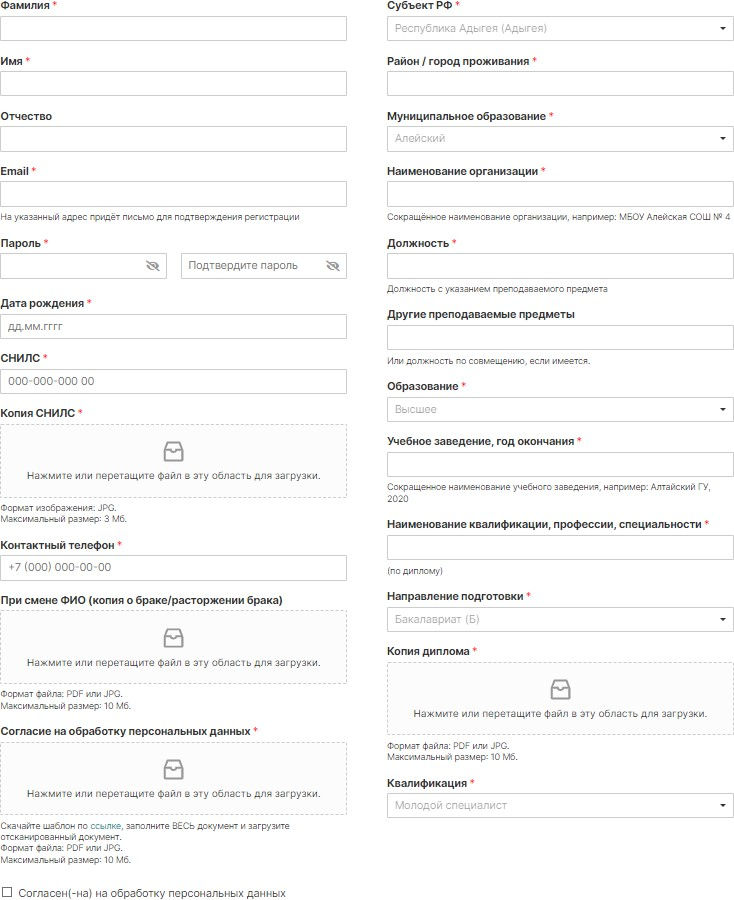 Фамилия *
Имя *
Отчество
Email *
На указанный адрес придёт письмо для подтверждения регистрации
Пароль *
Подтвердите пароль
Дата рождения *
дд.мм.гггг
СНИЛС *
000-000-000 00
Копия СНИЛС *
Нажмите или перетащите файл в эту область для загрузки.
Формат изображения: JPG.
Максимальный размер: 3 Мб.
Контактный телефон *
+7 (000) 000-00-00
При смене ФИО (копия о браке/расторжении брака)
Нажмите или перетащите файл в эту область для загрузки.
Формат файла: PDF или JPG.
Максимальный размер: 10 Мб.
Согласие на обработку персональных данных *
Нажмите или перетащите файл в эту область для загрузки.
Скачайте шаблон по ссылке, заполните ВЕСЬ документ и загрузите
отсканированный документ.
Формат файла: PDF или JPG.
Максимальный размер: 10 Мб.
Согласен(-на) на обработку персональных данных
Субъект РФ *
Республика Адыгея (Адыгея)
Район / город проживания *
Муниципальное образование *
Алейский
Наименование организации *
Сокращённое наименование организации, например: МБОУ Алейская СОШ № 4
Должность *
Должность с указанием преподаваемого предмета
Другие преподаваемые предметы
Или должность по совмещению, если имеется.
Образование *
Высшее
Учебное заведение, год окончания *
Сокращенное наименование учебного заведения, например: Алтайский ГУ,
2020
Наименование квалификации, профессии, специальности *
(по диплому)
Направление подготовки *
Бакалавриат (Б)
Копия диплома *
Нажмите или перетащите файл в эту область для загрузки.
Формат файла: PDF или JPG.
Максимальный размер: 10 Мб.
Квалификация *
Молодой специалист